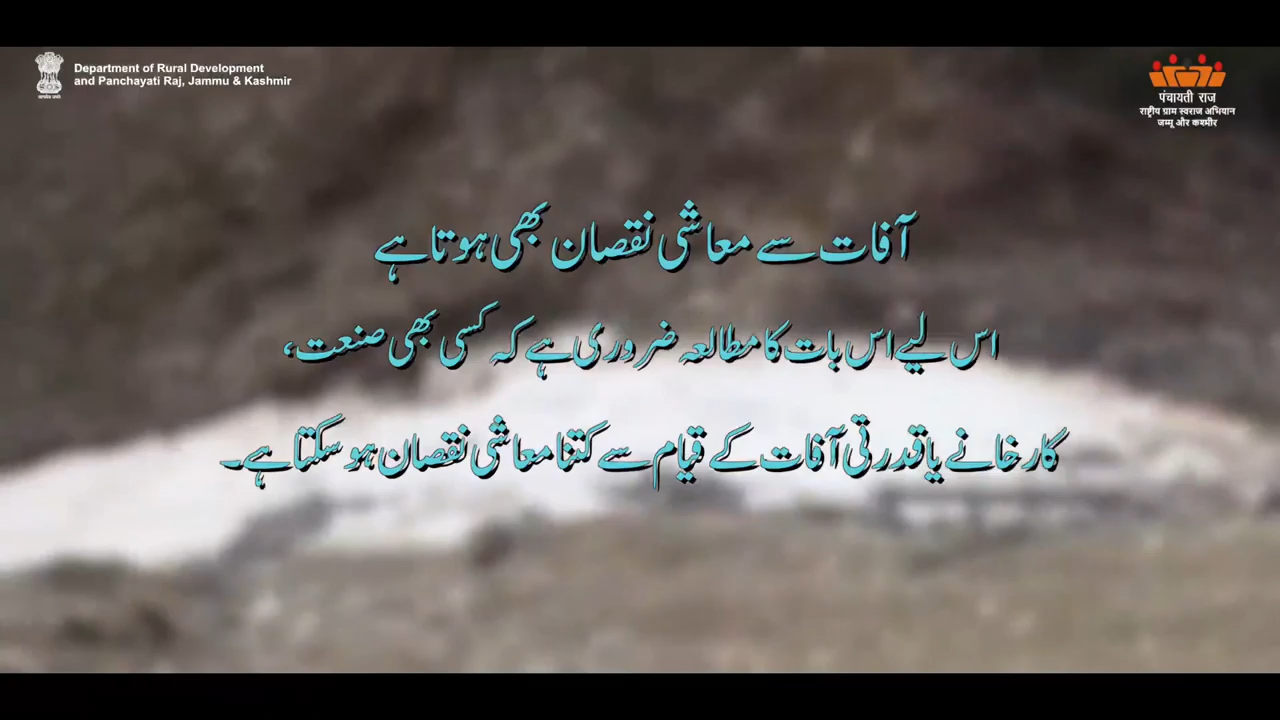 Department of Rural Development
and Panchayati Raj, Jammu & Kashmir
पंचायती राज
राष्ट्रीय ग्राम स्वराज अभियान
जम्मू और कश्मीर
آفات سے معاشی نقصان بھی ہوتا ہے
اس لیے اس بات کا مطالعہ ضروری ہے کہ کسی بھی صنعت،
کارخانے یا قدرتی آفات کے قیام سے کتنا معاشی نقصان ہو سکتا ہے۔